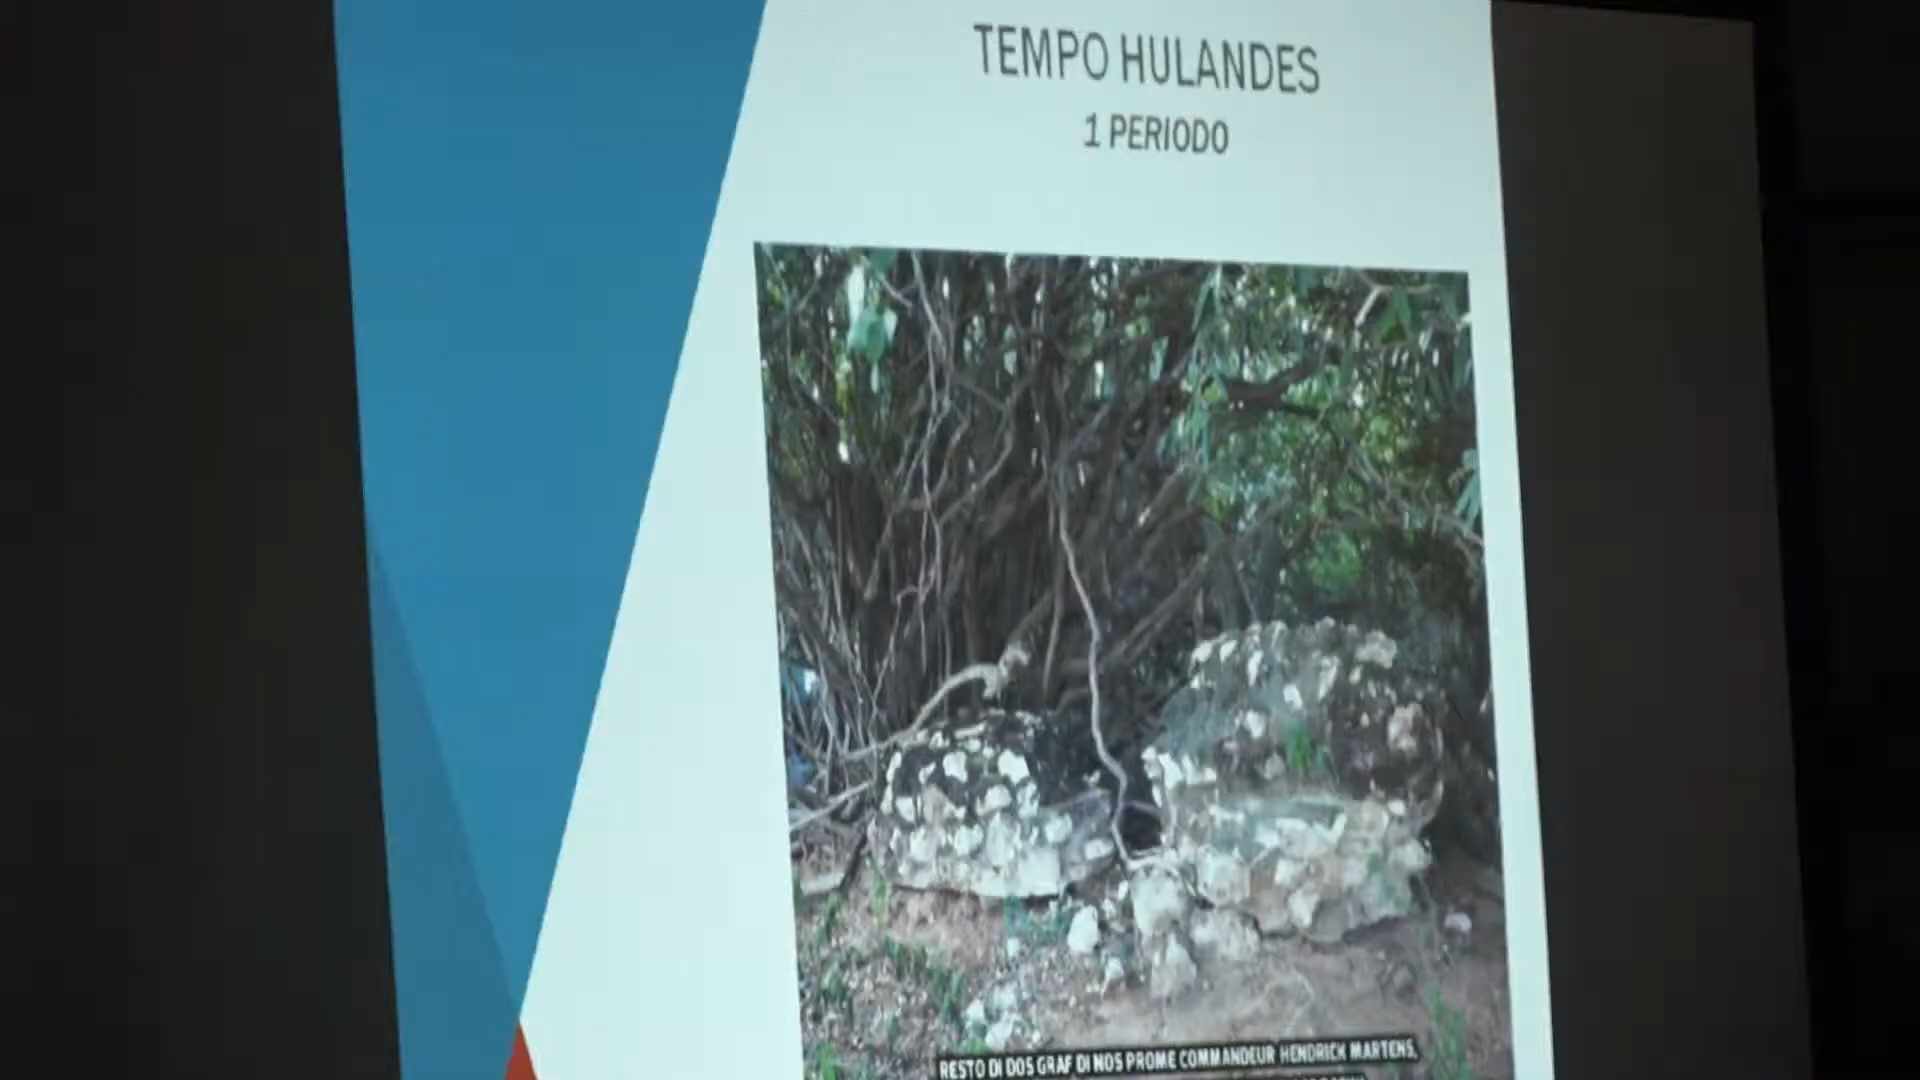 TEMPO HULANDES
1 PERIODO
RESTO DI DOS GRAF DI NOS PROME COMMANDEUR HENDRICK MARTENS,